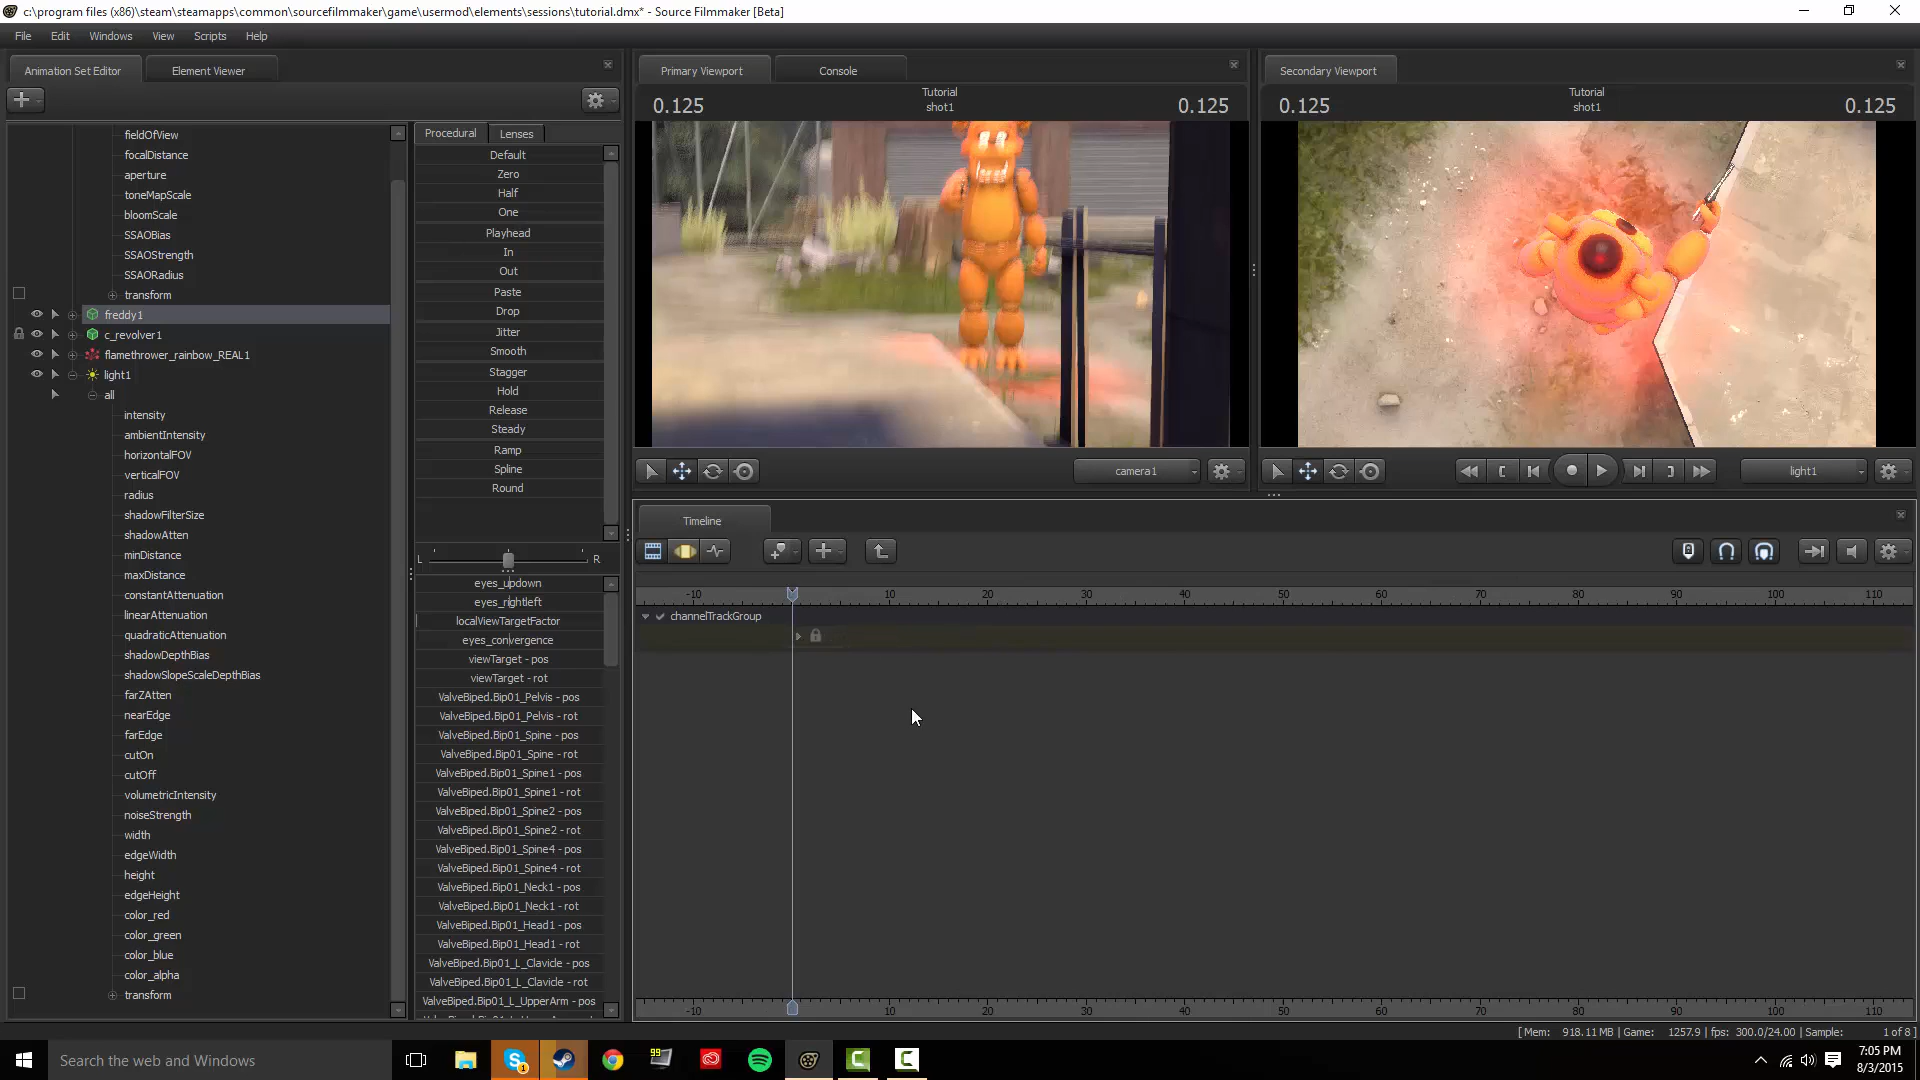 c:\program files (x86)\steam\steamapps\common\sourcefilmmaker\game\usermod\elements\sessions\tutorial.dmx* - Source Filmmaker [Beta]
File Edit Windows View Scripts Help
Animation Set Editor Element Viewer
fieldOfView
focalDistance
aperture
toneMapScale
bloomScale
SSAOBias
SSAOStrength
SSAORadius
transform
freddy1
c_revolver1
flamethrower_rainbow_REAL1
light1
all
intensity
ambientIntensity
horizontalFOV
verticalFOV
radius
shadowFilterSize
shadowAtten
minDistance
maxDistance
constantAttenuation
linearAttenuation
quadraticAttenuation
shadowDepthBias
shadowSlopeScaleDepthBias
farZAtten
nearEdge
farEdge
cutOn
cutOff
volumetricIntensity
noiseStrength
width
edgeWidth
height
edgeHeight
color_red
color_green
color_blue
color_alpha
transform
Procedural Lenses
Default
Zero
Half
One
Playhead
In
Out
Paste
Drop
Jitter
Smooth
Stagger
Hold
Release
Steady
Ramp
Spline
Round
L R
eyes_updown
eyes_rightleft
localViewTargetFactor
eyes_convergence
viewTarget - pos
viewTarget - rot
ValveBiped.Bip01_Pelvis - pos
ValveBiped.Bip01_Pelvis - rot
ValveBiped.Bip01_Spine - pos
ValveBiped.Bip01_Spine - rot
ValveBiped.Bip01_Spine1 - pos
ValveBiped.Bip01_Spine1 - rot
ValveBiped.Bip01_Spine2 - pos
ValveBiped.Bip01_Spine2 - rot
ValveBiped.Bip01_Spine4 - pos
ValveBiped.Bip01_Spine4 - rot
ValveBiped.Bip01_Neck1 - pos
ValveBiped.Bip01_Neck1 - rot
ValveBiped.Bip01_Head1 - pos
ValveBiped.Bip01_Head1 - rot
ValveBiped.Bip01_L_Clavicle - pos
ValveBiped.Bip01_L_Clavicle - rot
ValveBiped.Bip01_L_UpperArm - pos
Primary Viewport Console
Tutorial
0.125 shot1 0.125
camera1
Secondary Viewport
Tutorial
0.125 shot1 0.125
light1
Timeline
-10 10 20 30 40 50 60 70 80 90 100 110
channelTrackGroup
-10 0 10 20 30 40 50 60 70 80 90 100 110
[ Mem: 918.11 MB | Game: 1257.9 | fps: 300.0/24.00 | Sample: 1 of 8 ]
Search the web and Windows
1
99
7:05 PM
8/3/2015